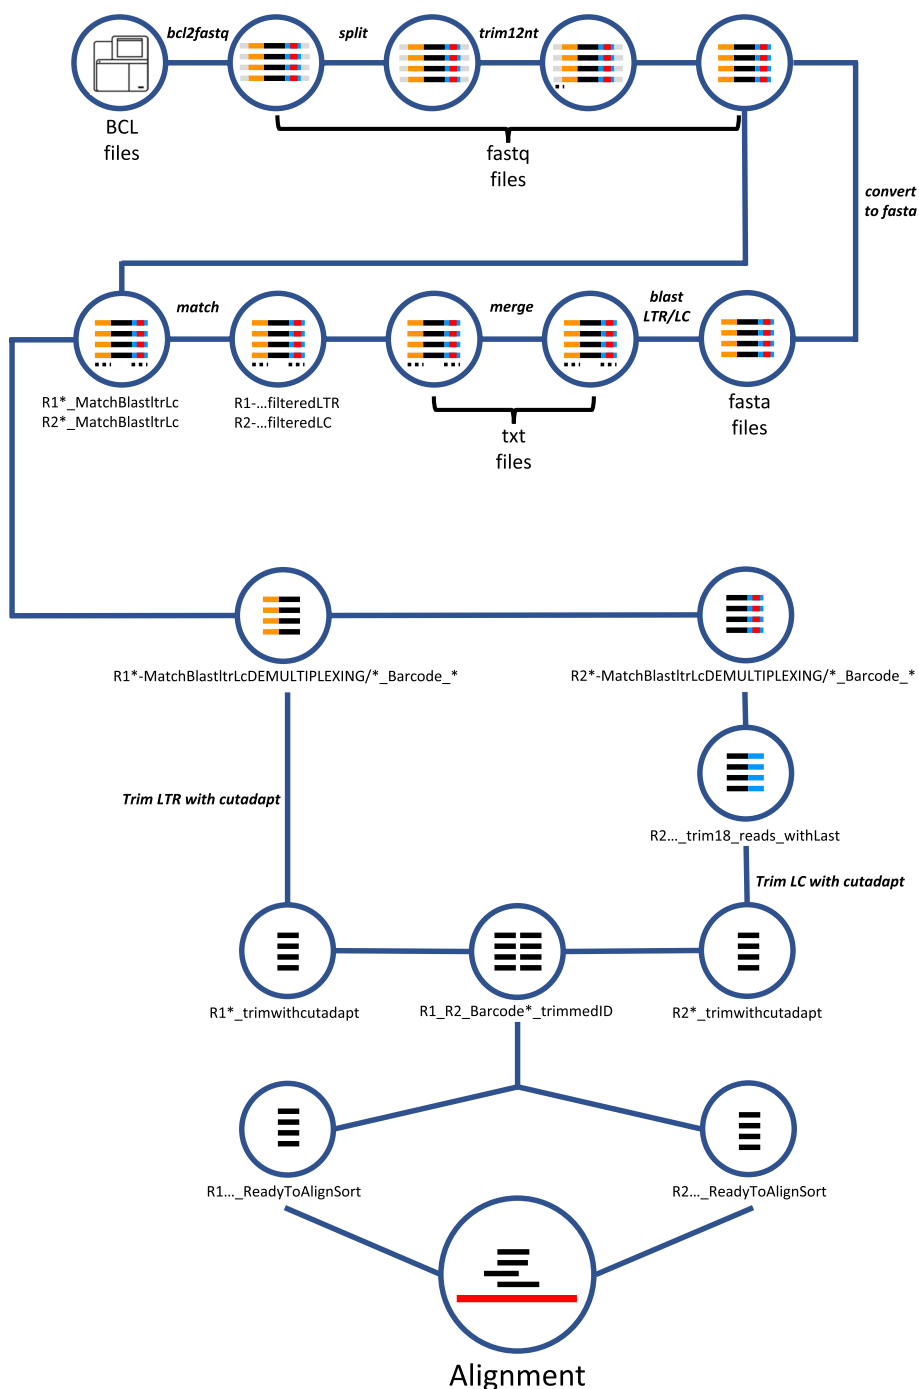 bcl2fastq
split
trim12nt
BCL
files
fastq
files
convert
to fasta
match
merge
blast
LTR/LC
R1*_MatchBlastltrLc
R2*_MatchBlastltrLc
R1-...filteredLTR
R2-...filteredLC
txt
files
fasta
files
R1*-MatchBlastltrLcDEMULTIPLEXING/*_Barcode_*
R2*-MatchBlastltrLcDEMULTIPLEXING/*_Barcode_*
Trim LTR with cutadapt
R2..._trim18_reads_withLast
Trim LC with cutadapt
R1*_trimwithcutadapt
R1_R2_Barcode*_trimmedID
R2*_trimwithcutadapt
R1..._ReadyToAlignSort
R2..._ReadyToAlignSort
Alignment